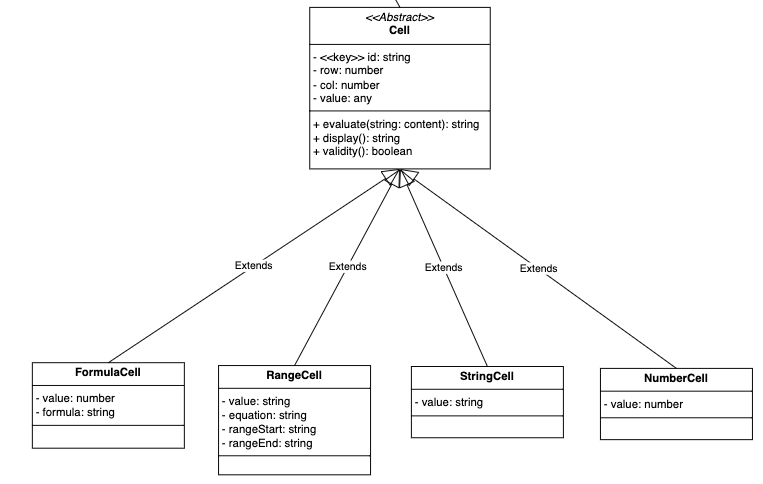 <<Abstract>>
Cell
- <<key>> id: string
- row: number
- col: number
- value: any
+ evaluate(string: content): string
+ display(): string
+ validity(): boolean
Extends
Extends
Extends
Extends
FormulaCell
- value: number
- formula: string
RangeCell
- value: string
- equation: string
- rangeStart: string
- rangeEnd: string
StringCell
- value: string
NumberCell
- value: number